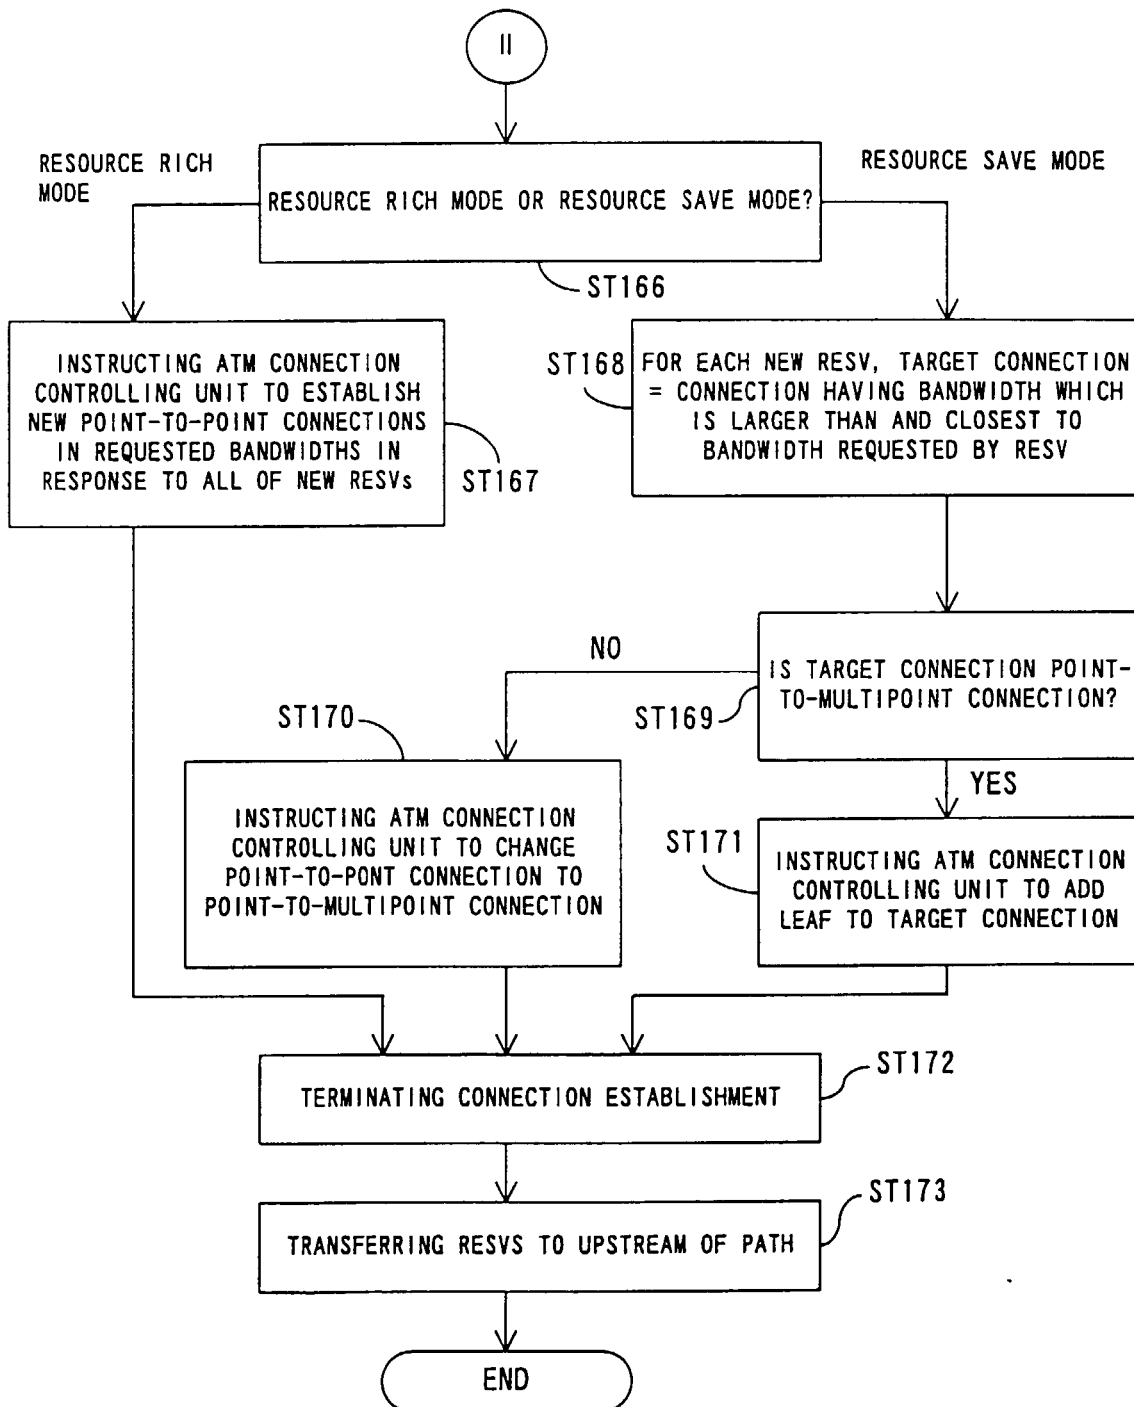 II
RESOURCE RICH
MODE
RESOURCE SAVE MODE
RESOURCE RICH MODE OR RESOURCE SAVE MODE?
ST166
INSTRUCTING ATM CONNECTION
CONTROLLING UNIT TO ESTABLISH
NEW POINT-TO-POINT CONNECTIONS
IN REQUESTED BANDWIDTHS IN
RESPONSE TO ALL OF NEW RESVs
ST167
ST168
FOR EACH NEW RESV, TARGET CONNECTION
= CONNECTION HAVING BANDWIDTH WHICH
IS LARGER THAN AND CLOSEST TO
BANDWIDTH REQUESTED BY RESV
NO
IS TARGET CONNECTION POINT-
TO-MULTIPOINT CONNECTION?
ST169
ST170
YES
INSTRUCTING ATM CONNECTION
CONTROLLING UNIT TO CHANGE
POINT-TO-PONT CONNECTION TO
POINT-TO-MULTIPOINT CONNECTION
ST171
INSTRUCTING ATM CONNECTION
CONTROLLING UNIT TO ADD
LEAF TO TARGET CONNECTION
ST172
TERMINATING CONNECTION ESTABLISHMENT
ST173
TRANSFERRING RESVS TO UPSTREAM OF PATH
END